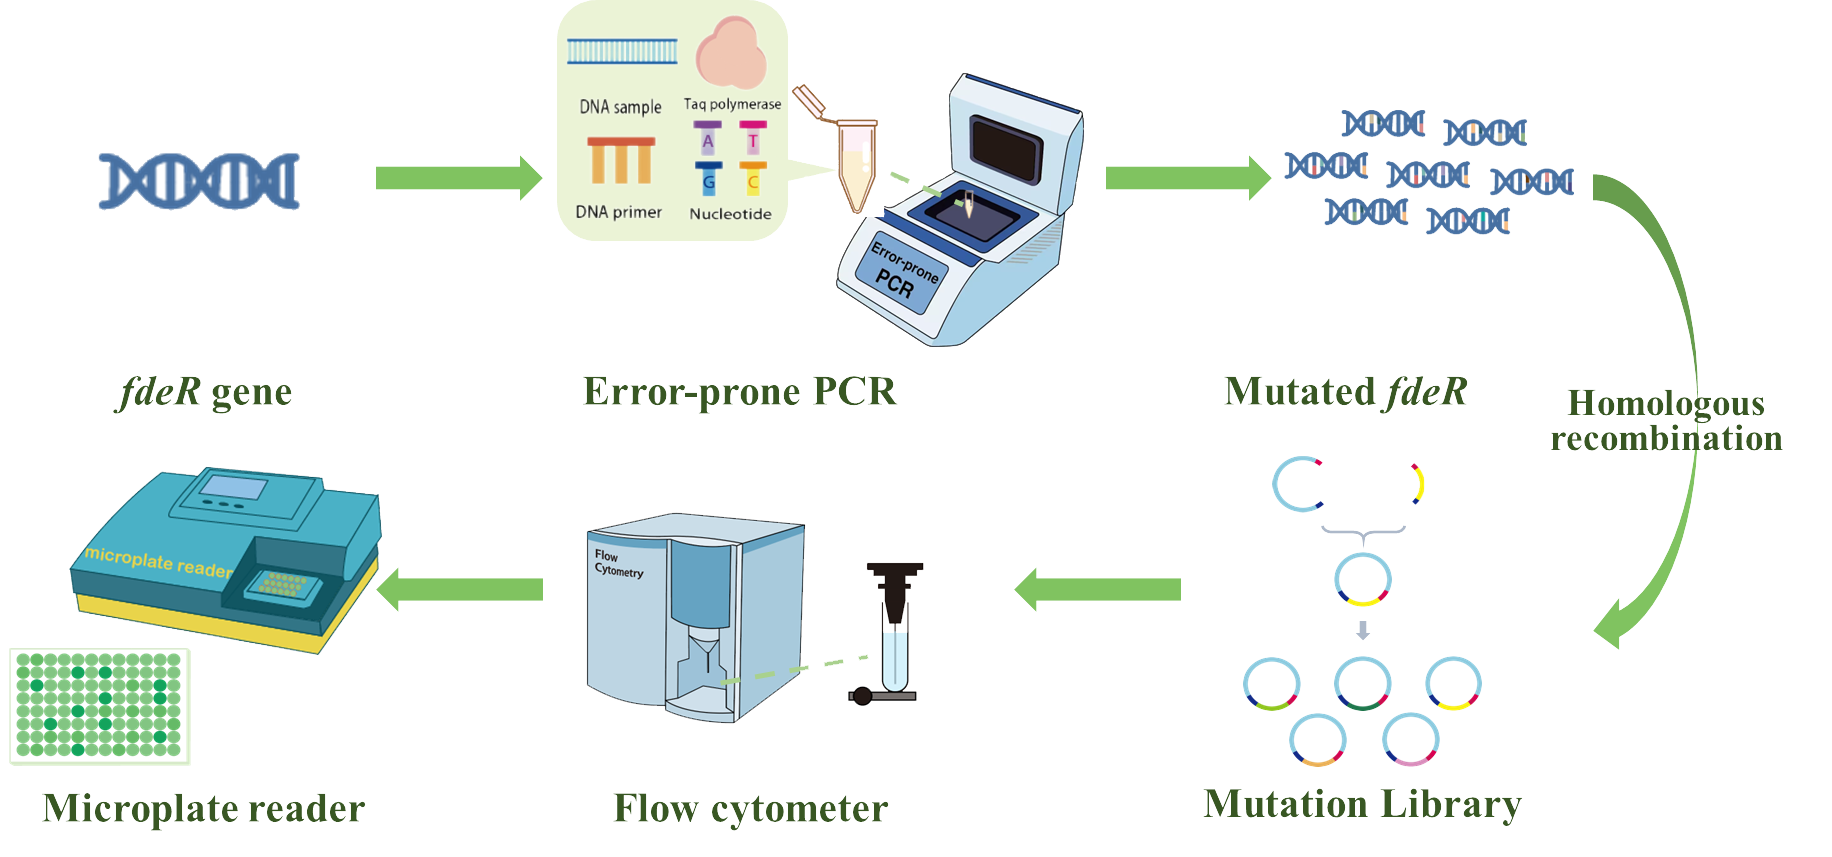 DNA sample
Taq polymerase
A
T
G
C
DNA primer
Nucleotide
Error-prone
PCR
fdeR gene
Error-prone PCR
Mutated fdeR
Homologous
recombination
microplate reader
Flow
Cytometry
Microplate reader
Flow cytometer
Mutation Library